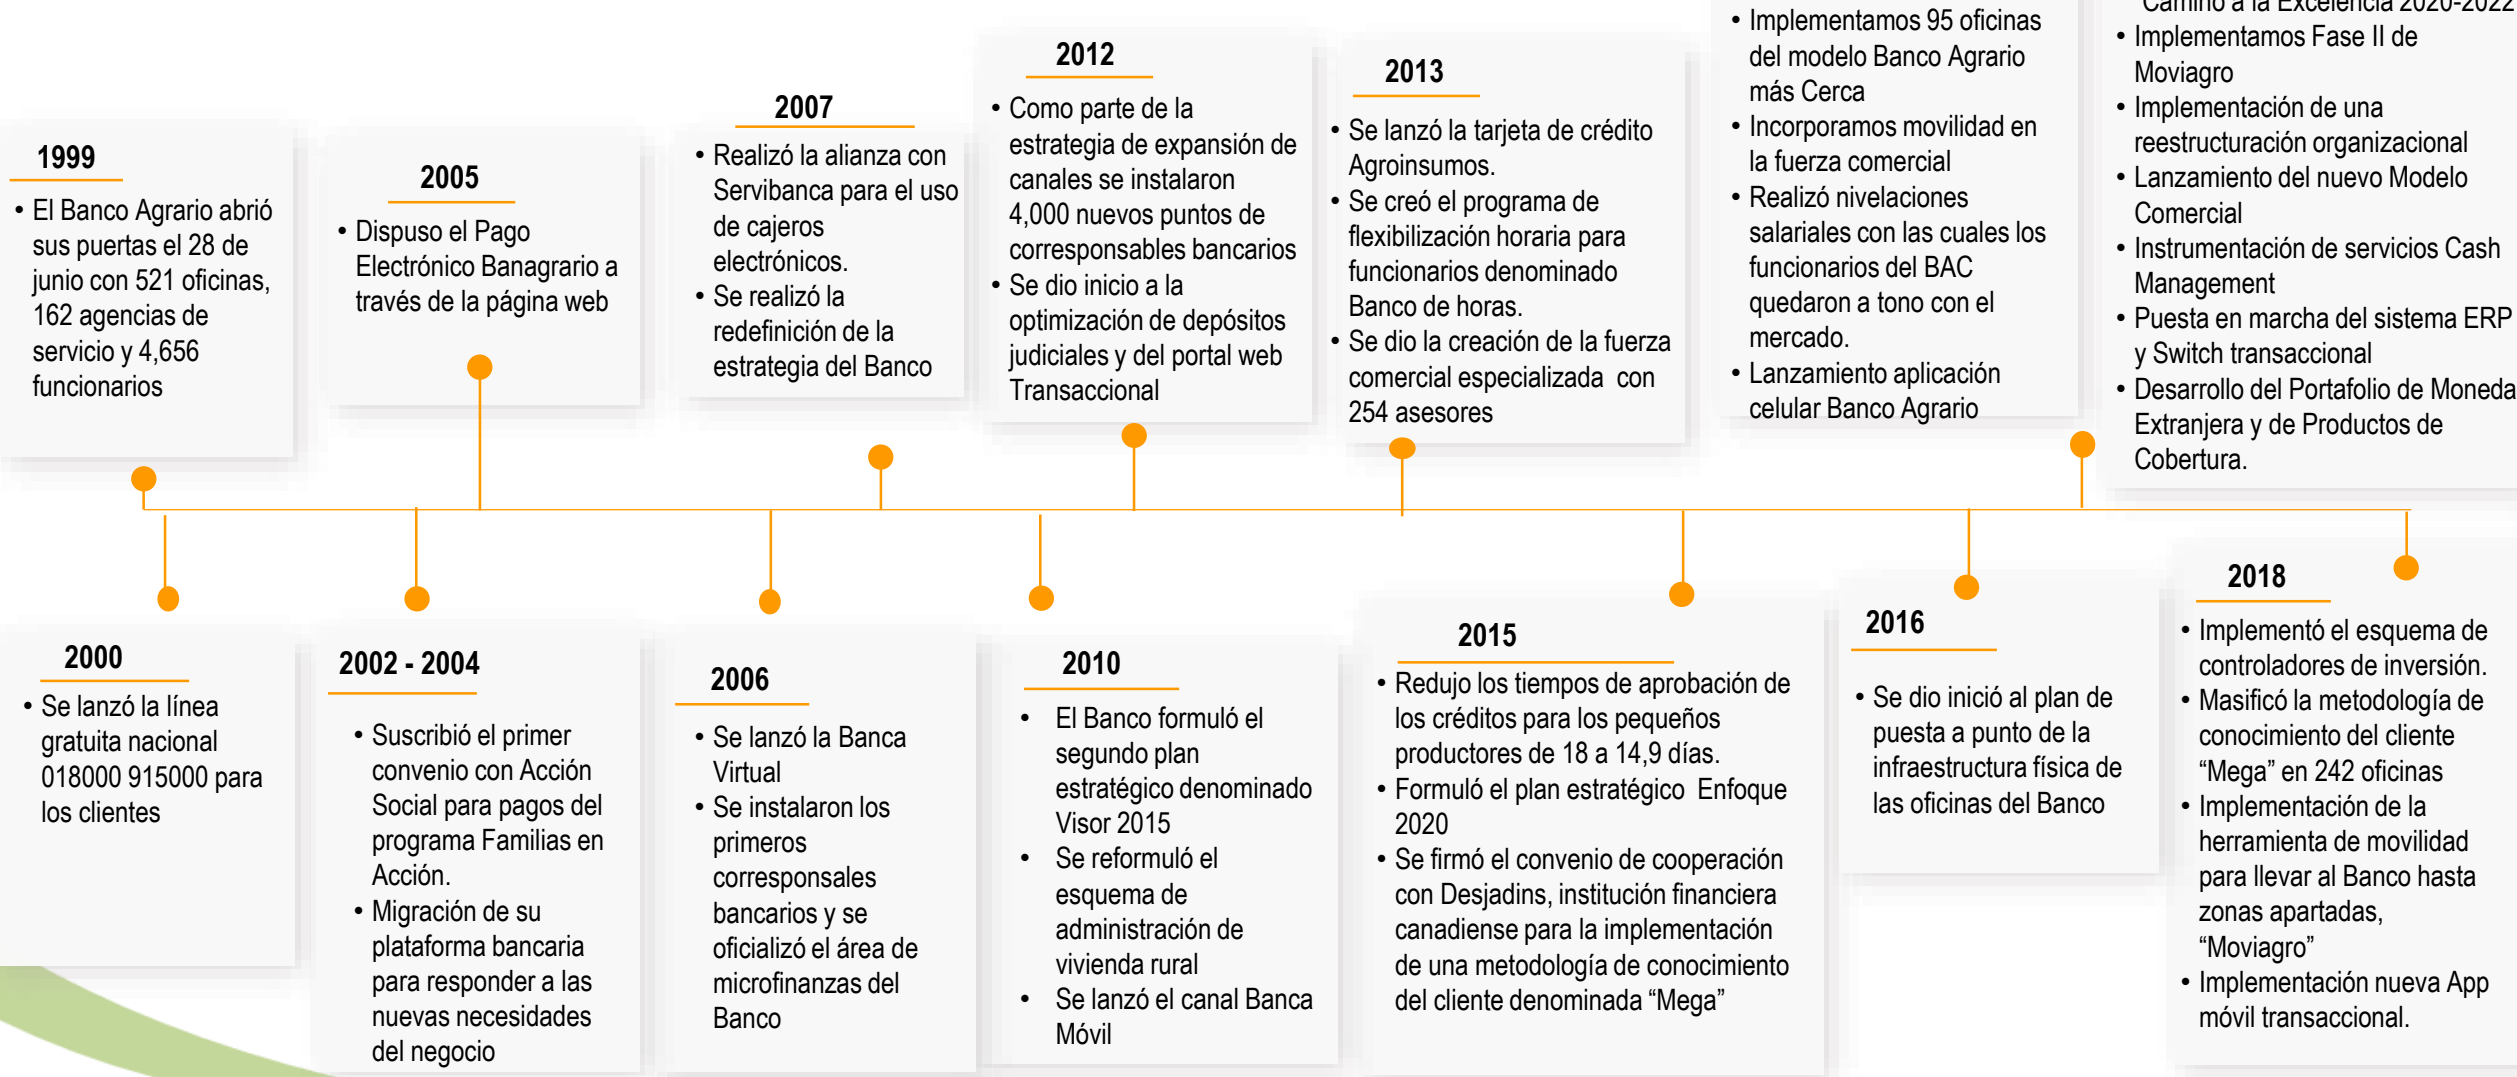 1999
• El Banco Agrario abrió
sus puertas el 28 de
junio con 521 oficinas,
162 agencias de
servicio y 4,656
funcionarios
2005
• Dispuso el Pago
Electrónico Banagrario a
través de la página web
2007
• Realizó la alianza con
Servibanca para el uso
de cajeros
electrónicos.
• Se realizó la
redefinición de la
estrategia del Banco
2012
• Como parte de la
estrategia de expansión de
canales se instalaron
4,000 nuevos puntos de
corresponsables bancarios
• Se dio inicio a la
optimización de depósitos
judiciales y del portal web
Transaccional
2013
• Se lanzó la tarjeta de crédito
Agroinsumos.
• Se creó el programa de
flexibilización horaria para
funcionarios denominado
Banco de horas.
• Se dio la creación de la fuerza
comercial especializada con
254 asesores
• Implementamos 95 oficinas
del modelo Banco Agrario
más Cerca
• Incorporamos movilidad en
la fuerza comercial
• Realizó nivelaciones
salariales con las cuales los
funcionarios del BAC
quedaron a tono con el
mercado.
• Lanzamiento aplicación
celular Banco Agrario
Camino a la Excelencia 2020-2022
• Implementamos Fase II de
Moviagro
• Implementación de una
reestructuración organizacional
• Lanzamiento del nuevo Modelo
Comercial
• Instrumentación de servicios Cash
Management
• Puesta en marcha del sistema ERP
y Switch transaccional
• Desarrollo del Portafolio de Moneda
Extranjera y de Productos de
Cobertura.
2000
• Se lanzó la línea
gratuita nacional
018000 915000 para
los clientes
2002 - 2004
• Suscribió el primer
convenio con Acción
Social para pagos del
programa Familias en
Acción.
• Migración de su
plataforma bancaria
para responder a las
nuevas necesidades
del negocio
2006
• Se lanzó la Banca
Virtual
• Se instalaron los
primeros
corresponsales
bancarios y se
oficializó el área de
microfinanzas del
Banco
2010
• El Banco formuló el
segundo plan
estratégico denominado
Visor 2015
• Se reformuló el
esquema de
administración de
vivienda rural
• Se lanzó el canal Banca
Móvil
2015
• Redujo los tiempos de aprobación de
los créditos para los pequeños
productores de 18 a 14,9 días.
• Formuló el plan estratégico Enfoque
2020
• Se firmó el convenio de cooperación
con Desjadins, institución financiera
canadiense para la implementación
de una metodología de conocimiento
del cliente denominada “Mega”
2016
• Se dio inició al plan de
puesta a punto de la
infraestructura física de
las oficinas del Banco
2018
• Implementó el esquema de
controladores de inversión.
• Masificó la metodología de
conocimiento del cliente
“Mega” en 242 oficinas
• Implementación de la
herramienta de movilidad
para llevar al Banco hasta
zonas apartadas,
“Moviagro”
• Implementación nueva App
móvil transaccional.